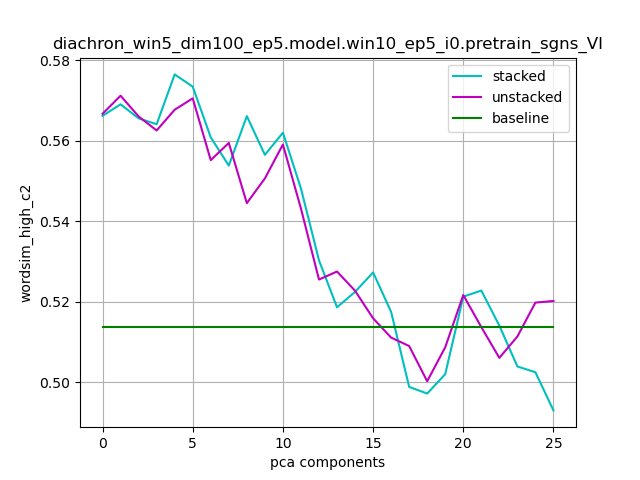 diachron_win5_dim100_ep5.model.win10_ep5_i0.pretrain_sgns_VI
stacked
unstacked
baseline
0.58
0.56
0.54
0.52
0.50
wordsim_high_c2
0 5 10 15 20 25
pca components